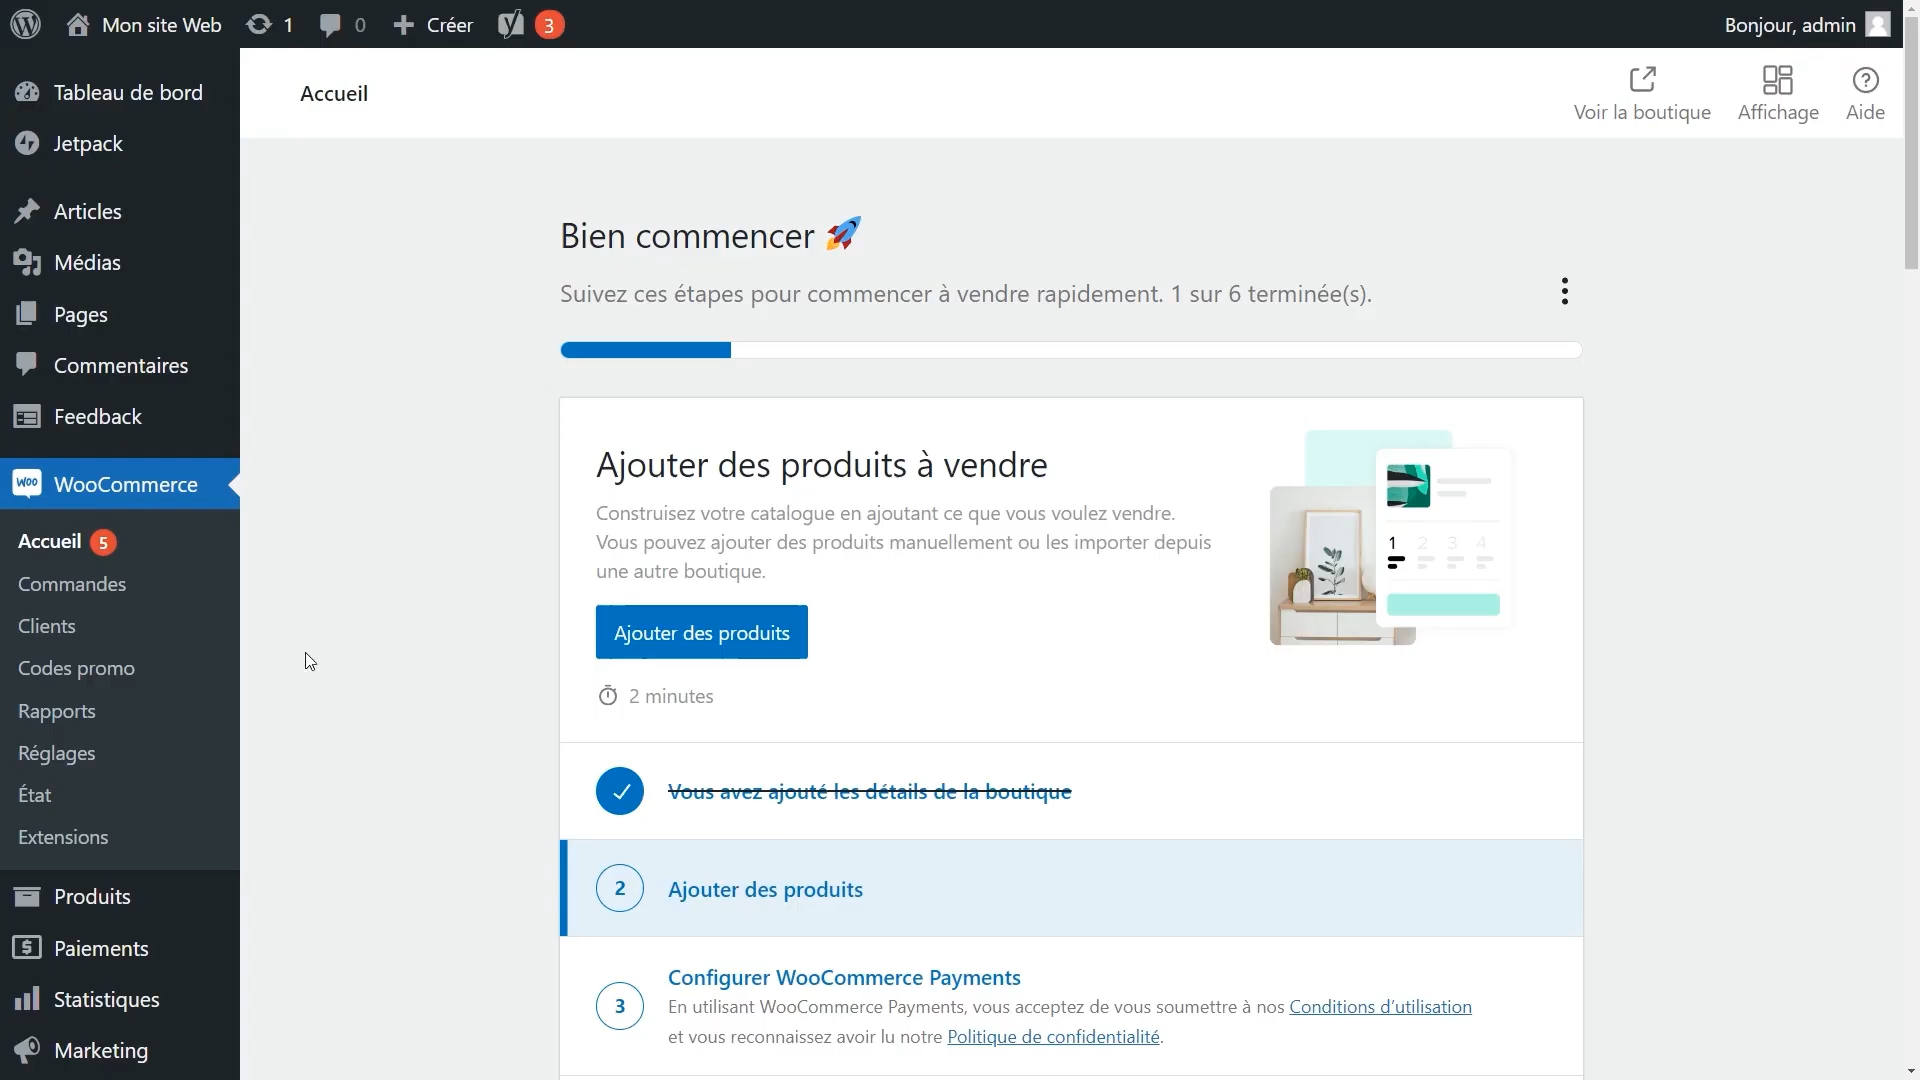 Mon site Web
1
0
Créer
3
Bonjour, admin
Tableau de bord
Jetpack
Articles
Médias
Pages
Commentaires
Feedback
WOO
WooCommerce
Accueil 5
Commandes
Clients
Codes promo
Rapports
Réglages
État
Extensions
Produits
Paiements
Statistiques
Marketing
Accueil
Voir la boutique
Affichage
Aide
Bien commencer 🚀
Suivez ces étapes pour commencer à vendre rapidement. 1 sur 6 terminée(s).
Ajouter des produits à vendre
Construisez votre catalogue en ajoutant ce que vous voulez vendre.
Vous pouvez ajouter des produits manuellement ou les importer depuis
une autre boutique.
Ajouter des produits
2 minutes
1 2 3 4
Vous avez ajouté les détails de la boutique
2
Ajouter des produits
3
Configurer WooCommerce Payments
En utilisant WooCommerce Payments, vous acceptez de vous soumettre à nos Conditions d’utilisation
et vous reconnaissez avoir lu notre Politique de confidentialité.